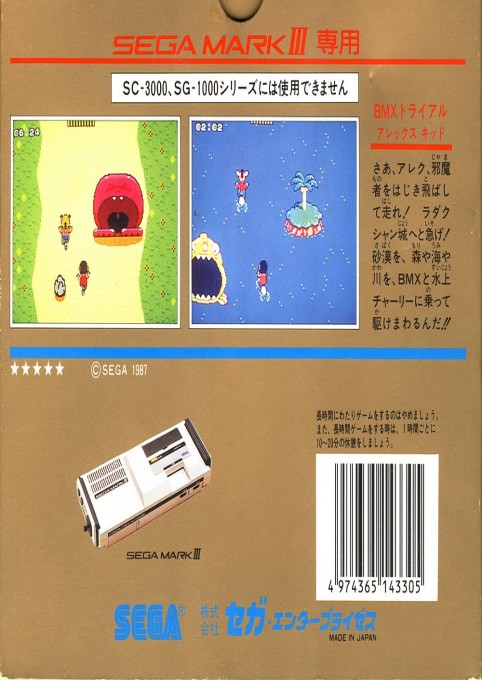 SEGA MARK III 専用
SC-3000、SG-1000シリーズには使用できません
06:24
02:02
BMXトライアル
アレックス キッド
さあ、アレク、邪魔
者をはじき飛ばし
て走れ! ラダク
シャン城へと急げ!
砂漠を、森や海や
川を、BMXと水上
チャーリーに乗って
駆けまわるんだ!!
★★★★★ ©SEGA 1987
長時間にわたりゲームをするのはやめましょう。
また、長時間ゲームをする時は、1時間ごとに
10〜20分の休憩をしましょう。
SEGA MARK III
4 974365 143305
SEGA® 株式会社 セガ・エンタープライゼス
MADE IN JAPAN